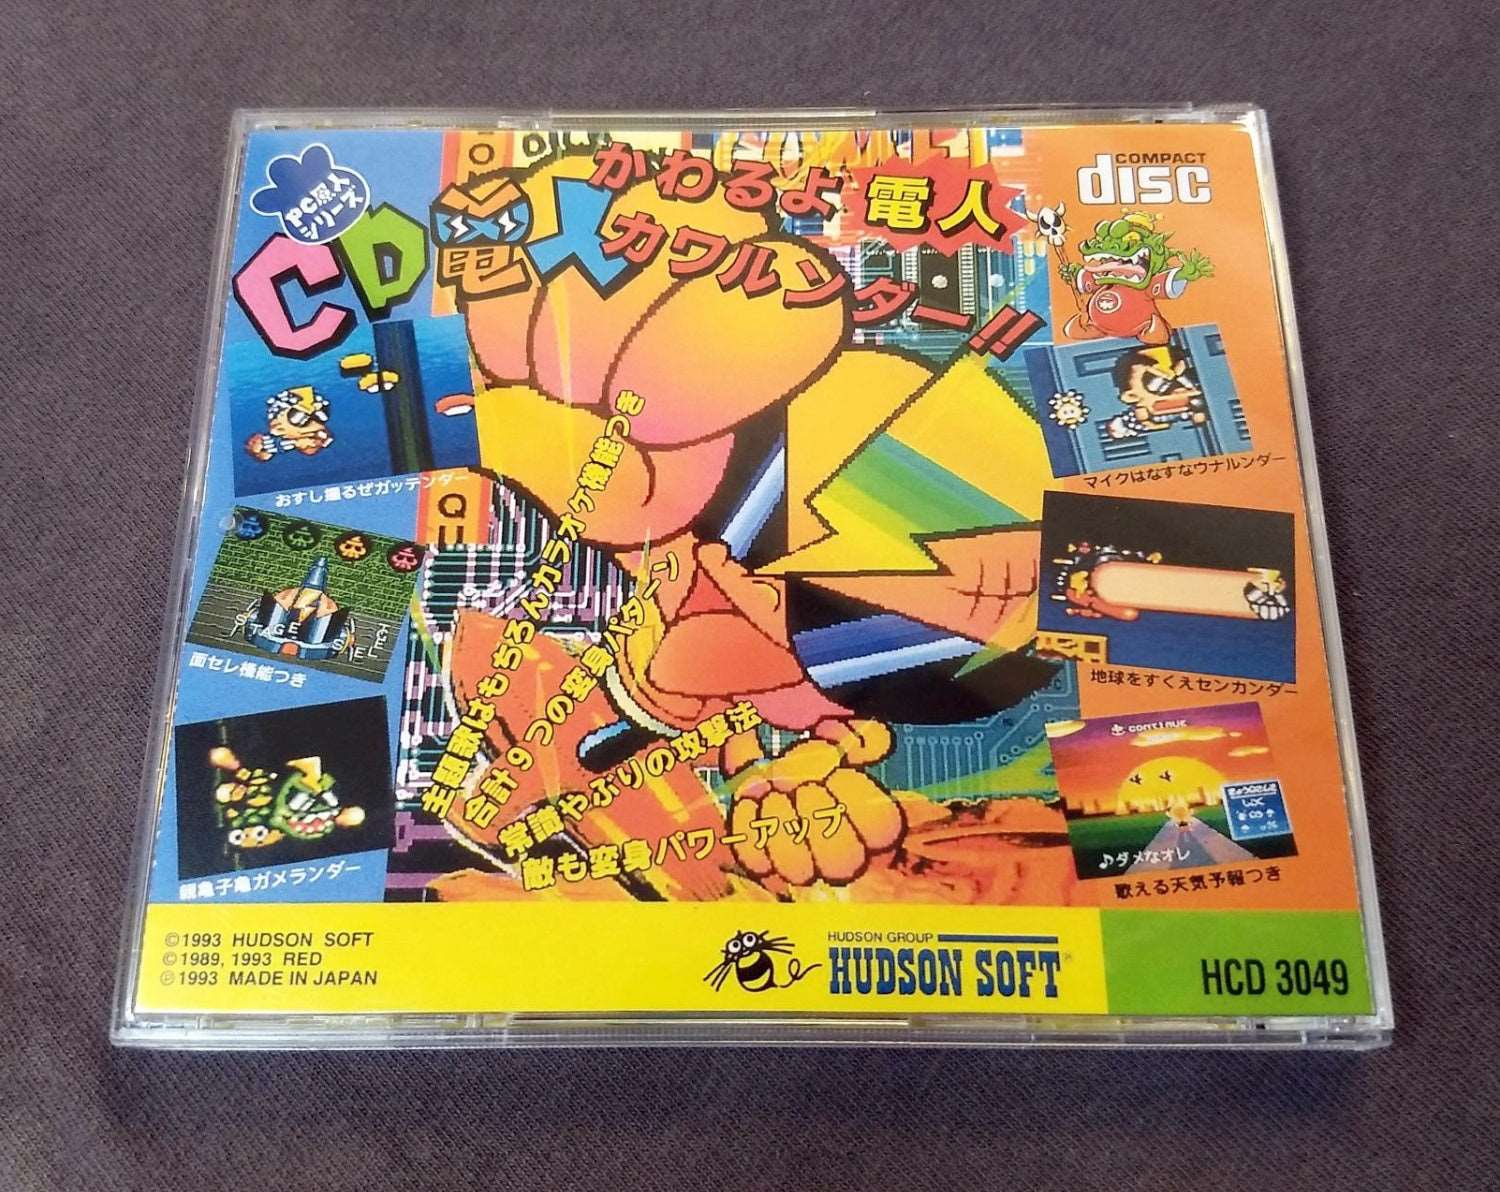 PC原人
シリーズ
CD電人
かわるよ電人
カワルンダー!!
COMPACT
disc
おすし握るぜガッテンダー
マイクはなすなウナルンダー
STAGE SELECT
面セレ機能つき
地球をすくえセンカンダー
親亀子亀ガメランダー
CONTINUE
♪ダメなオレ
歌える天気予報つき
主題歌はもちろんカラオケ機能つき
合計9つの変身パターン
常識やぶりの攻撃法
敵も変身パワーアップ
©1993 HUDSON SOFT
©1989, 1993 RED
℗1993 MADE IN JAPAN
HUDSON GROUP
HUDSON SOFT®
HCD 3049